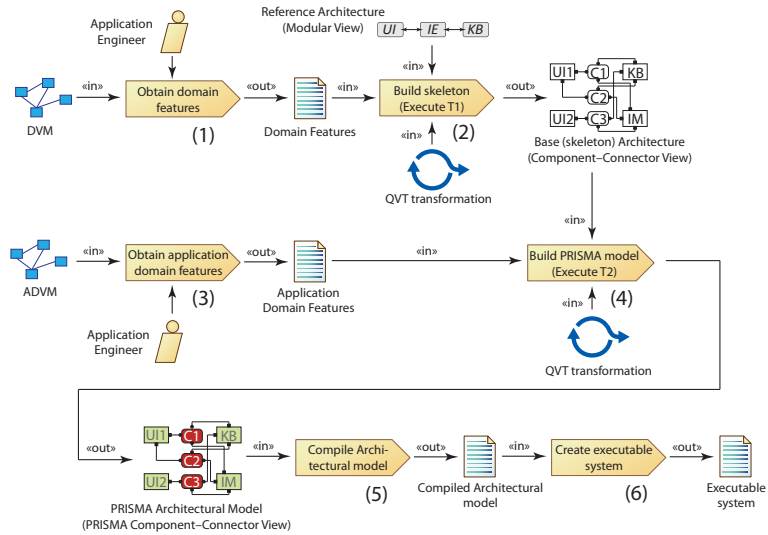 Application
Engineer
Reference Architecture
(Modular View)
UI
IE
KB
«in»
DVM
«in»
Obtain domain
features
(1)
«out»
Domain Features
«in»
Build skeleton
(Execute T1)
(2)
«in»
QVT transformation
«out»
UI1
C1
KB
C2
UI2
C3
IM
Base (skeleton) Architecture
(Component–Connector View)
«in»
ADVM
«in»
Obtain application
domain features
(3)
Application
Engineer
«out»
Application
Domain Features
«in»
Build PRISMA model
(Execute T2)
(4)
«in»
QVT transformation
«out»
UI1
C1
KB
C2
UI2
C3
IM
PRISMA Architectural Model
(PRISMA Component–Connector View)
«in»
Compile Archi-
tectural model
(5)
«out»
Compiled Architectural
model
«in»
Create executable
system
(6)
«out»
Executable
system